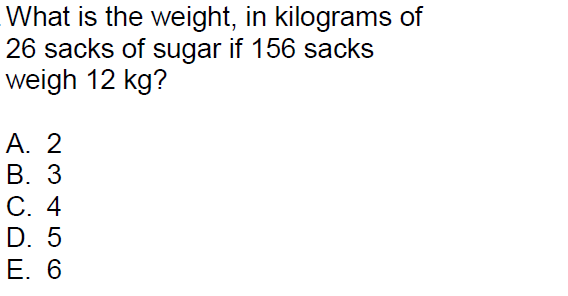 What is the weight, in kilograms of
26 sacks of sugar if 156 sacks
weigh 12 kg?
A. 2
B. 3
C. 4
D. 5
E. 6